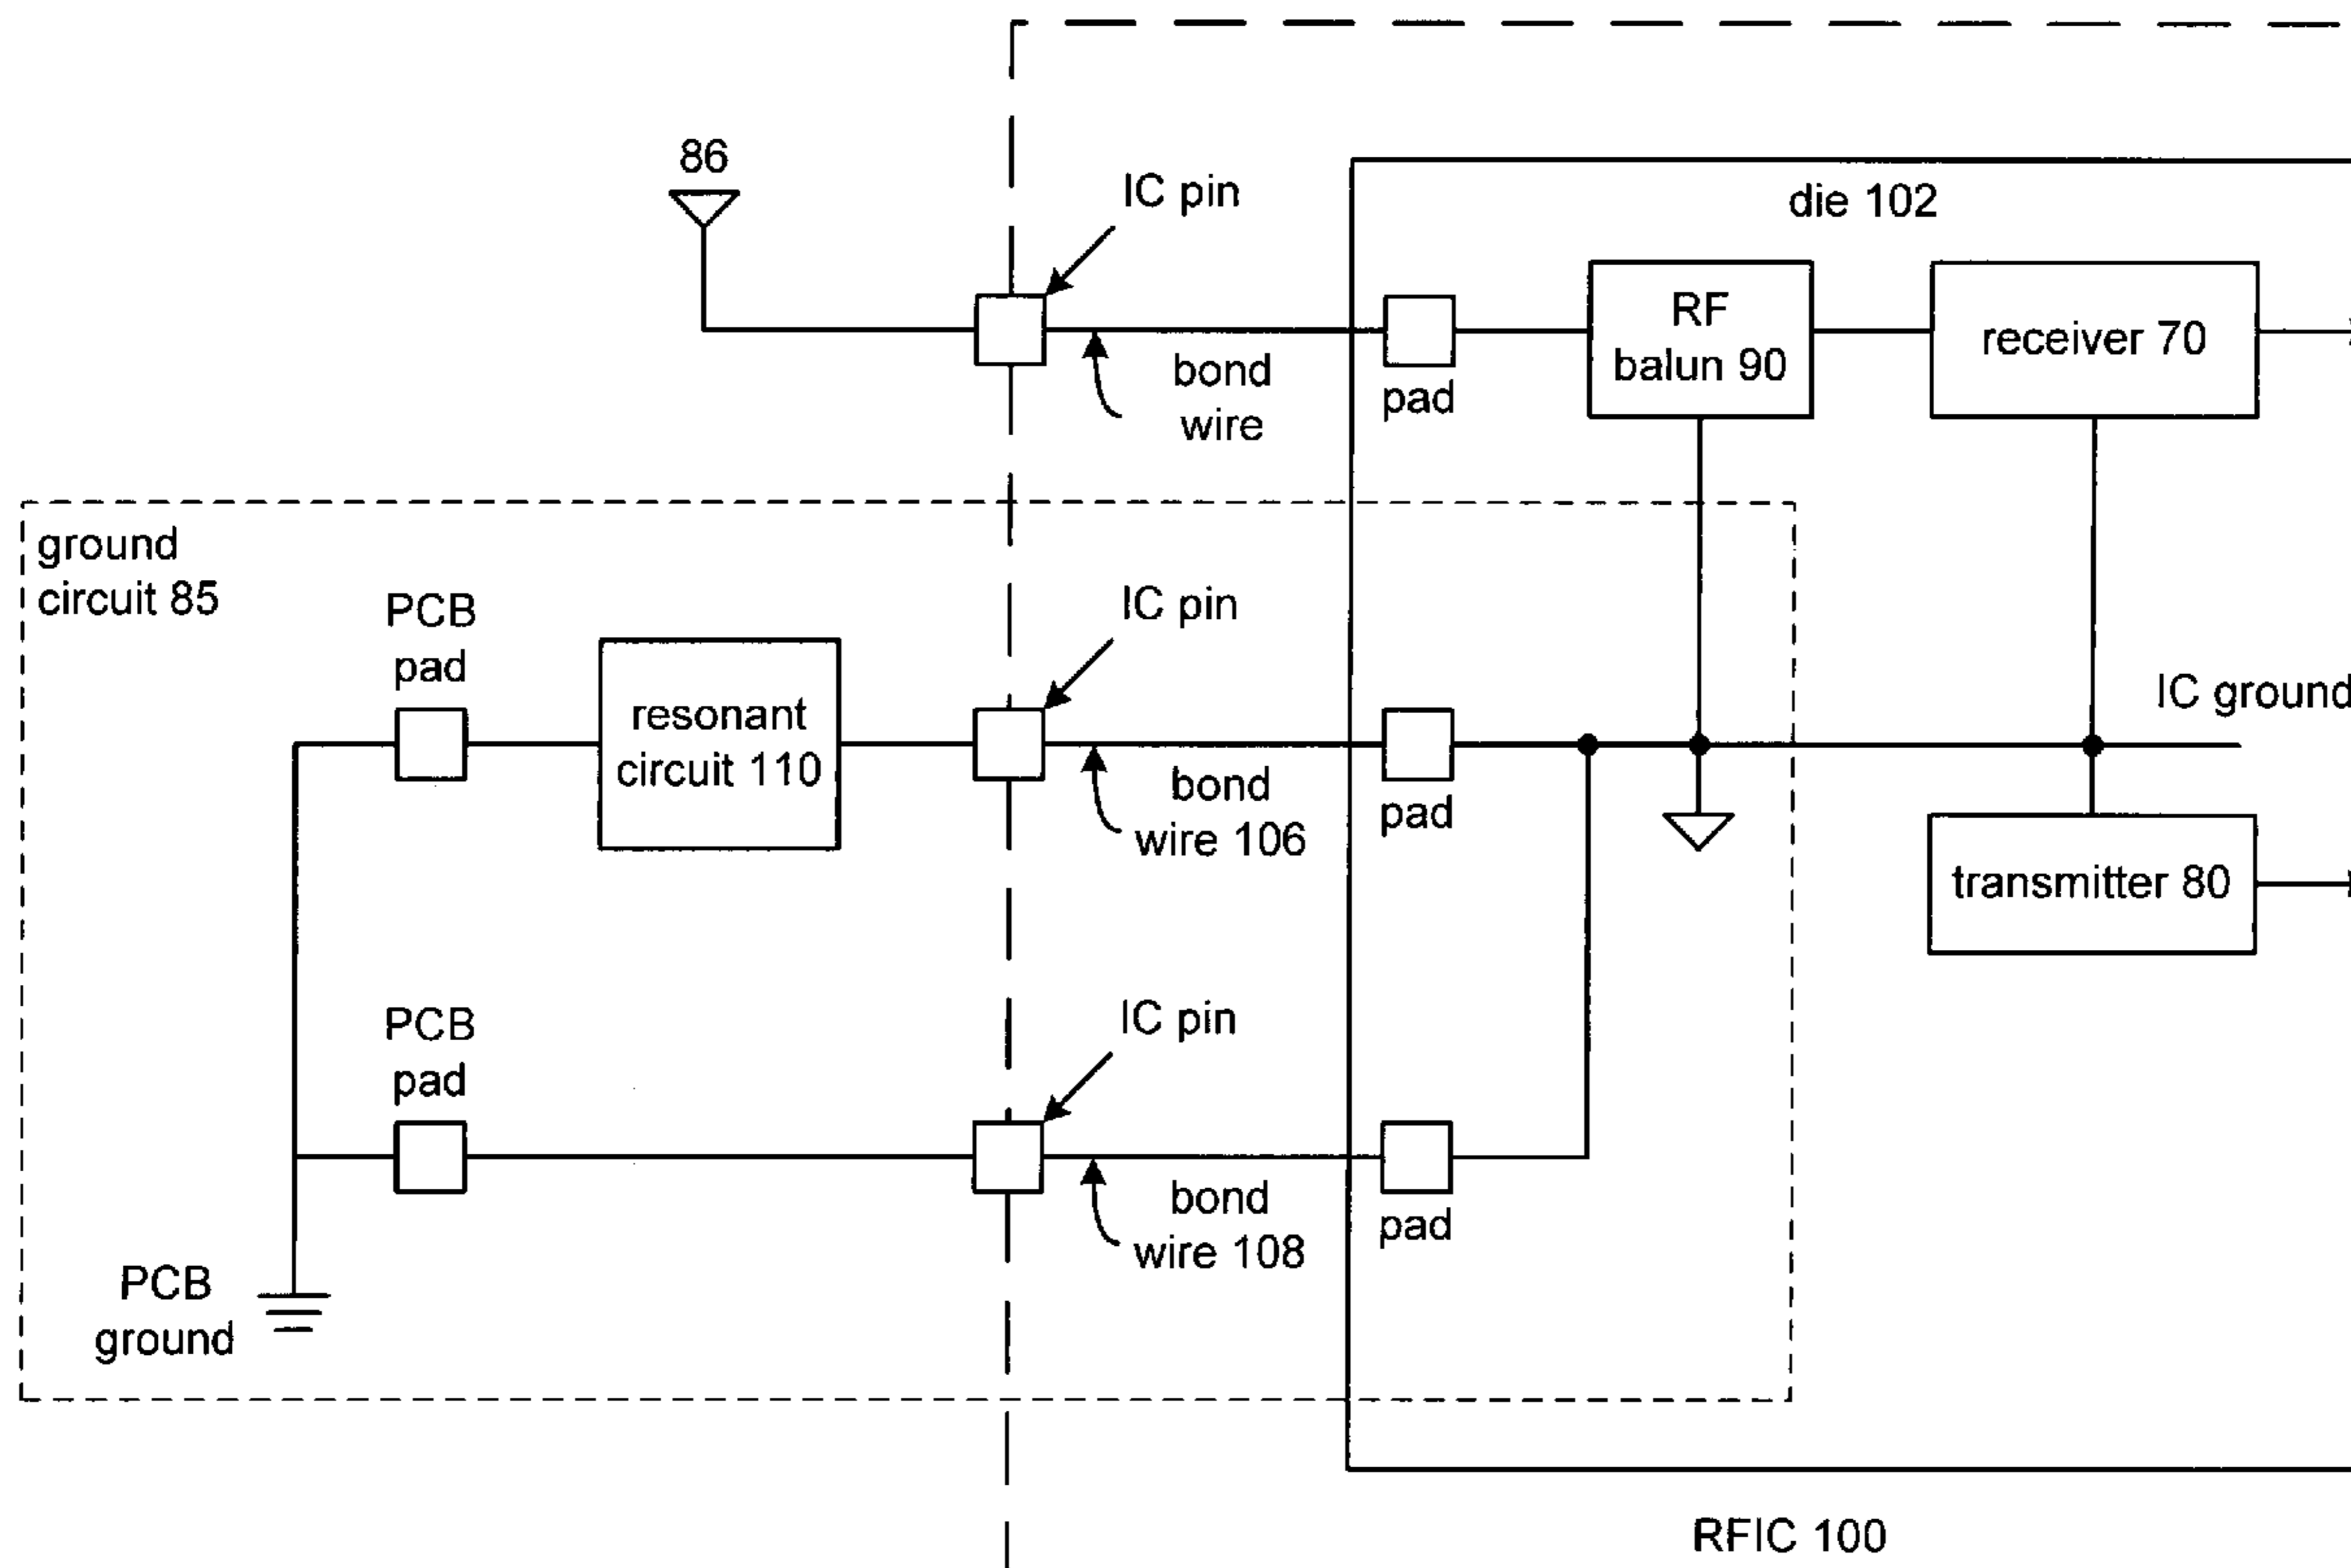 86
IC pin
die 102
RF
balun 90
receiver 70
bond
wire
pad
ground
circuit 85
PCB
pad
IC pin
resonant
circuit 110
IC ground
bond
wire 106
pad
transmitter 80
PCB
pad
IC pin
bond
wire 108
pad
PCB
ground
RFIC 100